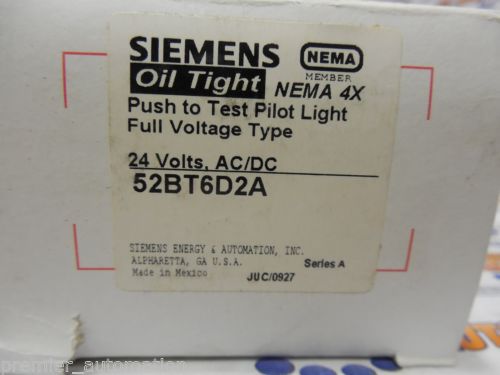 SIEMENS
NEMA
MEMBER
Oil Tight NEMA 4X
Push to Test Pilot Light
Full Voltage Type
24 Volts, AC/DC
52BT6D2A
SIEMENS ENERGY & AUTOMATION, INC.
ALPHARETTA, GA U.S.A. Series A
Made in Mexico JUC/0927
premier_automation